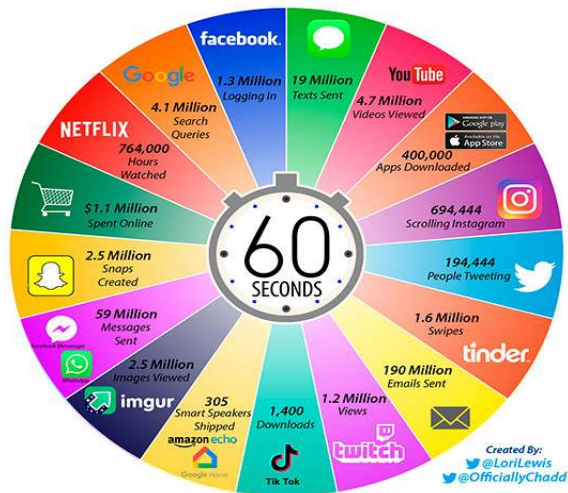 facebook.
1.3 Million
Logging In
19 Million
Texts Sent
You Tube
4.7 Million
Videos Viewed
ANDROID APP ON
Google play
Available on the
App Store
400,000
Apps Downloaded
694,444
Scrolling Instagram
194,444
People Tweeting
1.6 Million
Swipes
tinder
190 Million
Emails Sent
1.2 Million
Views
twitch
1,400
Downloads
Tik Tok
305
Smart Speakers
Shipped
amazon echo
Google Home
2.5 Million
Images Viewed
imgur
59 Million
Messages
Sent
Facebook Messenger
WhatsApp
2.5 Million
Snaps
Created
$1.1 Million
Spent Online
NETFLIX
764,000
Hours
Watched
Google
4.1 Million
Search
Queries
60
SECONDS
Created By:
@LoriLewis
@OfficiallyChadd